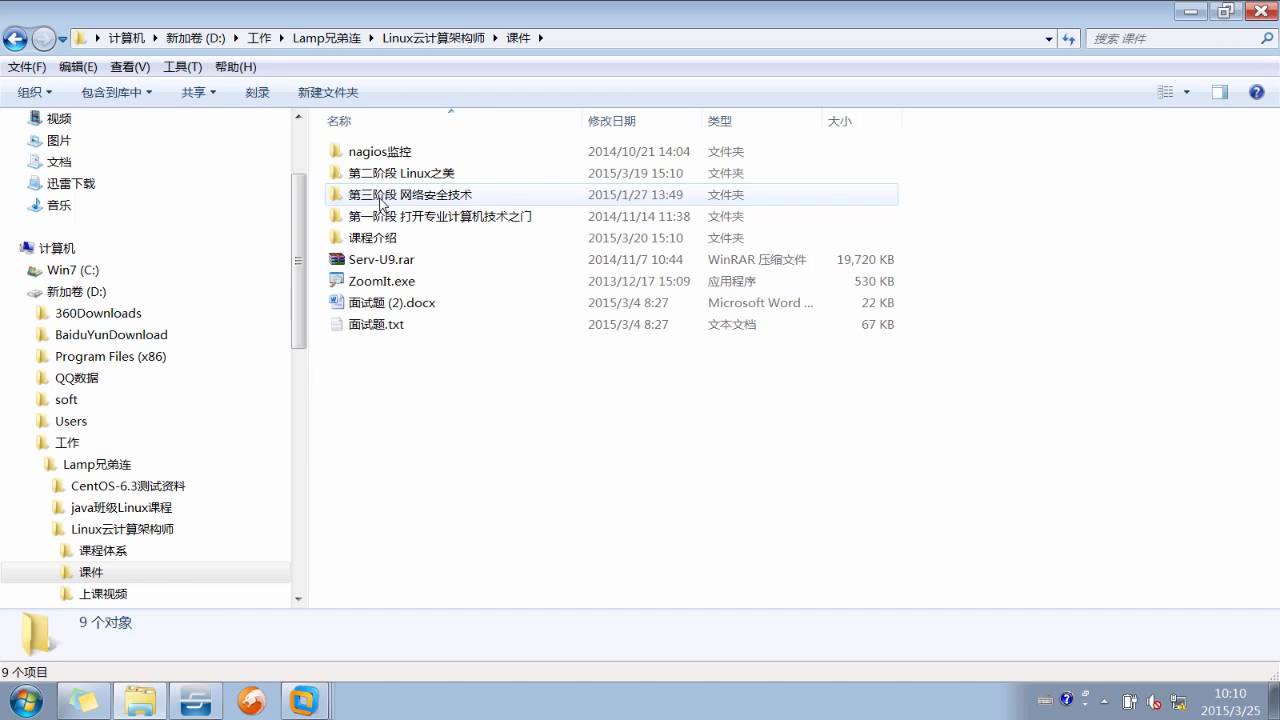 计算机 新加卷 (D:) 工作 Lamp兄弟连 Linux云计算架构师 课件 搜索 课件
文件(F) 编辑(E) 查看(V) 工具(T) 帮助(H)
组织 包含到库中 共享 刻录 新建文件夹
视频
图片
文档
迅雷下载
音乐
计算机
Win7 (C:)
新加卷 (D:)
360Downloads
BaiduYunDownload
Program Files (x86)
QQ数据
soft
Users
工作
Lamp兄弟连
CentOS-6.3测试资料
java班级Linux课程
Linux云计算架构师
课程体系
课件
上课视频
名称 修改日期 类型 大小
nagios监控 2014/10/21 14:04 文件夹
第二阶段 Linux之美 2015/3/19 15:10 文件夹
第三阶段 网络安全技术 2015/1/27 13:49 文件夹
第一阶段 打开专业计算机技术之门 2014/11/14 11:38 文件夹
课程介绍 2015/3/20 15:10 文件夹
Serv-U9.rar 2014/11/7 10:44 WinRAR 压缩文件 19,720 KB
ZoomIt.exe 2013/12/17 15:09 应用程序 530 KB
面试题 (2).docx 2015/3/4 8:27 Microsoft Word ... 22 KB
面试题.txt 2015/3/4 8:27 文本文档 67 KB
9 个对象
9 个项目
10:10
2015/3/25